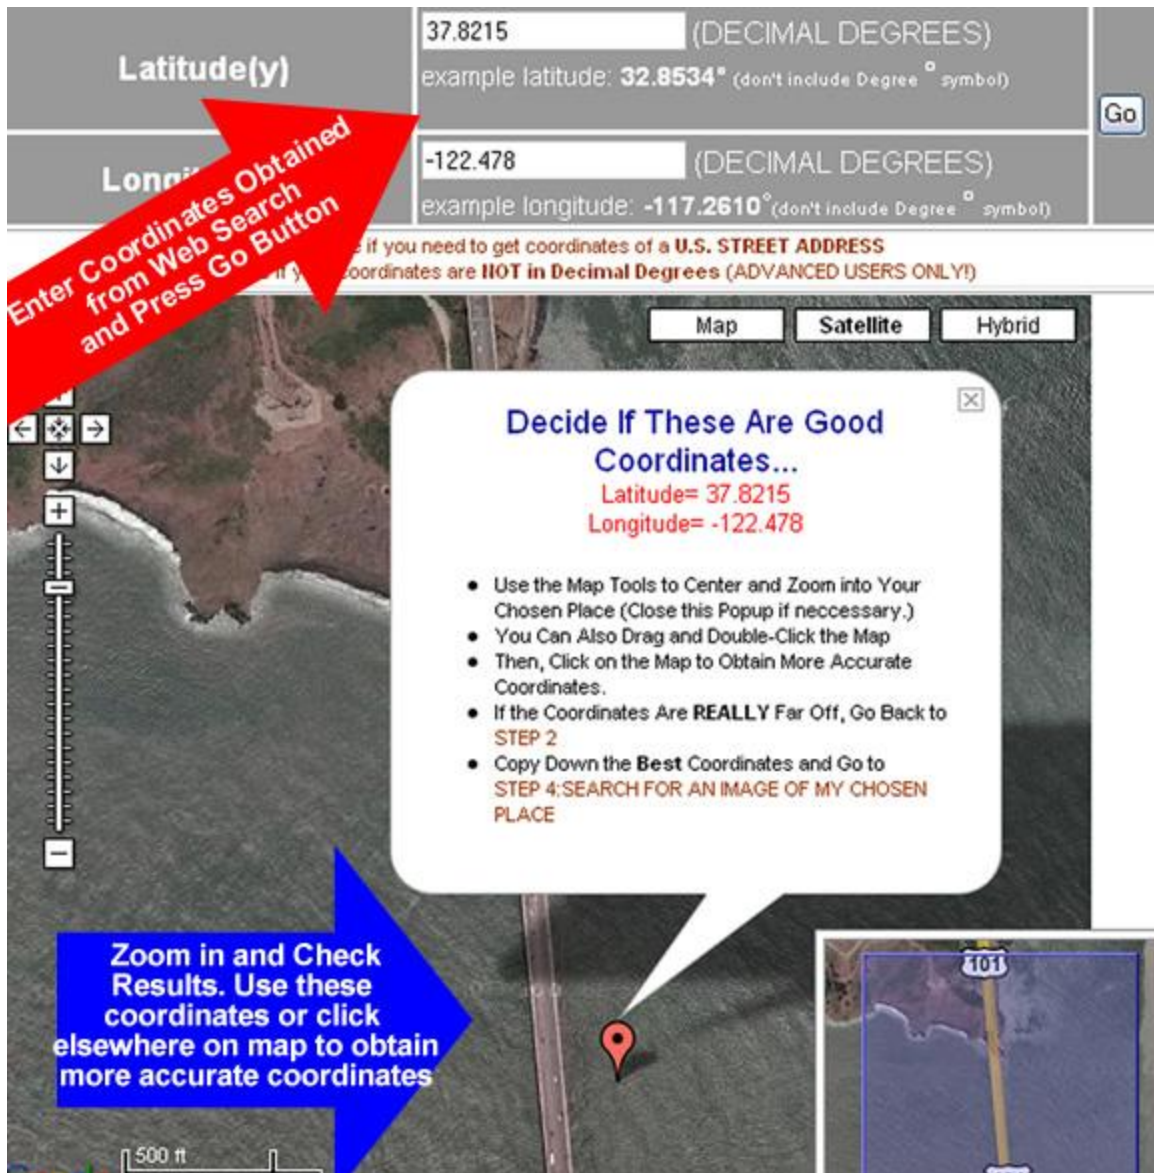 37.8215 (DECIMAL DEGREES)
Latitude(y)
example latitude: 32.8534° (don't include Degree ° symbol)
Go
-122.478 (DECIMAL DEGREES)
example longitude: -117.2610° (don't include Degree ° symbol)
Enter Coordinates Obtained
from Web Search
and Press Go Button
if you need to get coordinates of a U.S. STREET ADDRESS
coordinates are NOT in Decimal Degrees (ADVANCED USERS ONLY!)
Map Satellite Hybrid
Decide If These Are Good
Coordinates...
Latitude= 37.8215
Longitude= -122.478
• Use the Map Tools to Center and Zoom into Your
Chosen Place (Close this Popup if neccessary.)
• You Can Also Drag and Double-Click the Map
• Then, Click on the Map to Obtain More Accurate
Coordinates.
• If the Coordinates Are REALLY Far Off, Go Back to
STEP 2
• Copy Down the Best Coordinates and Go to
STEP 4:SEARCH FOR AN IMAGE OF MY CHOSEN
PLACE
Zoom in and Check
Results. Use these
coordinates or click
elsewhere on map to obtain
more accurate coordinates
101
500 ft